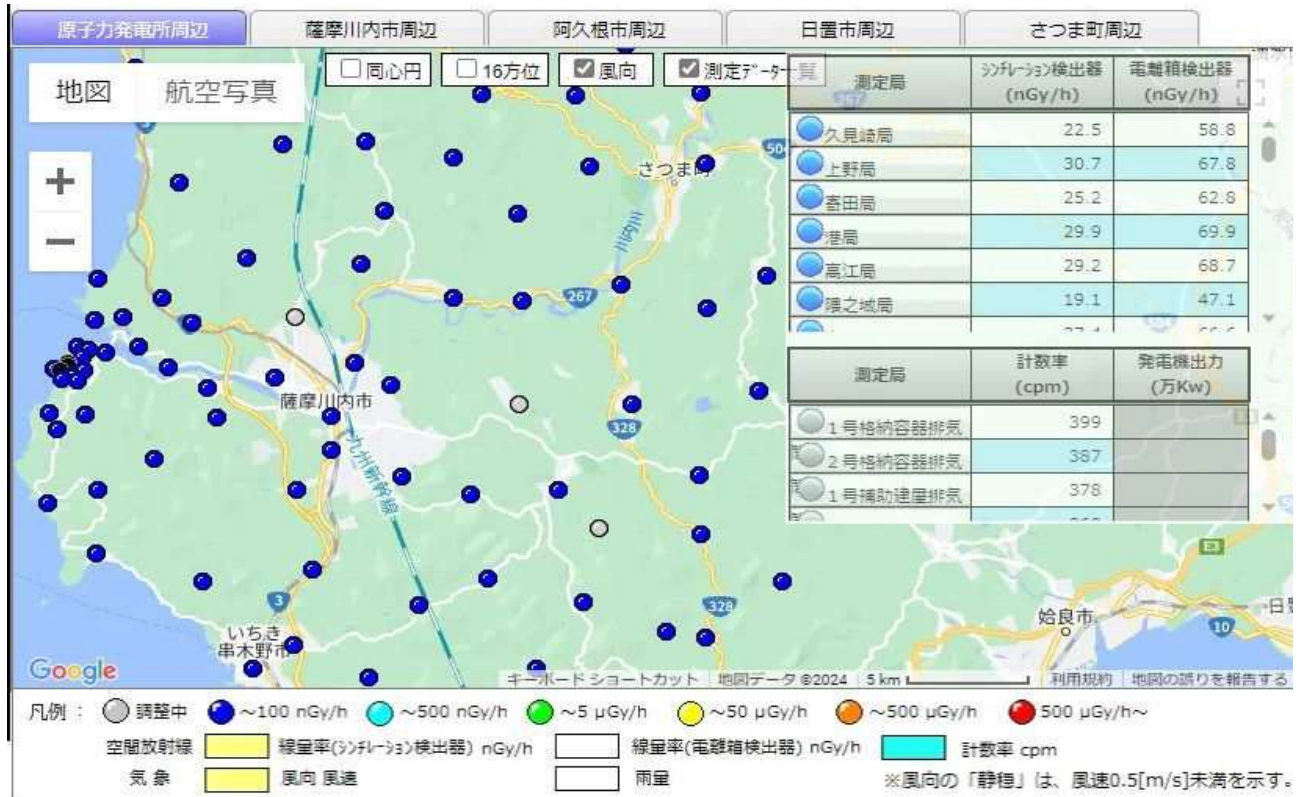 原子力発電所周辺 薩摩川内市周辺 阿久根市周辺 日置市周辺 さつま町周辺
地図 航空写真
同心円 16方位 風向 測定データ一覧
+
−
測定局 シンチレーション検出器 (nGy/h) 電離箱検出器 (nGy/h)
久見崎局 22.5 58.8
上野局 30.7 67.8
寄田局 25.2 62.8
港局 29.9 69.9
高江局 29.2 68.7
隈之城局 19.1 47.1
測定局 計数率 (cpm) 発電機出力 (万Kw)
1号格納容器排気 399
2号格納容器排気 387
1号補助建屋排気 378
3
504
さつま町
川内川
267
薩摩川内市
328
九州新幹線
E3
3
328
いちき
串木野市
姶良市
10
Google
キーボード ショートカット 地図データ ©2024 5 km 利用規約 地図の誤りを報告する
凡例 : 調整中 ~100 nGy/h ~500 nGy/h ~5 μGy/h ~50 μGy/h ~500 μGy/h 500 μGy/h~
空間放射線 線量率(シンチレーション検出器) nGy/h 線量率(電離箱検出器) nGy/h 計数率 cpm
気象 風向 風速 雨量 ※風向の「静穏」は、風速0.5[m/s]未満を示す。